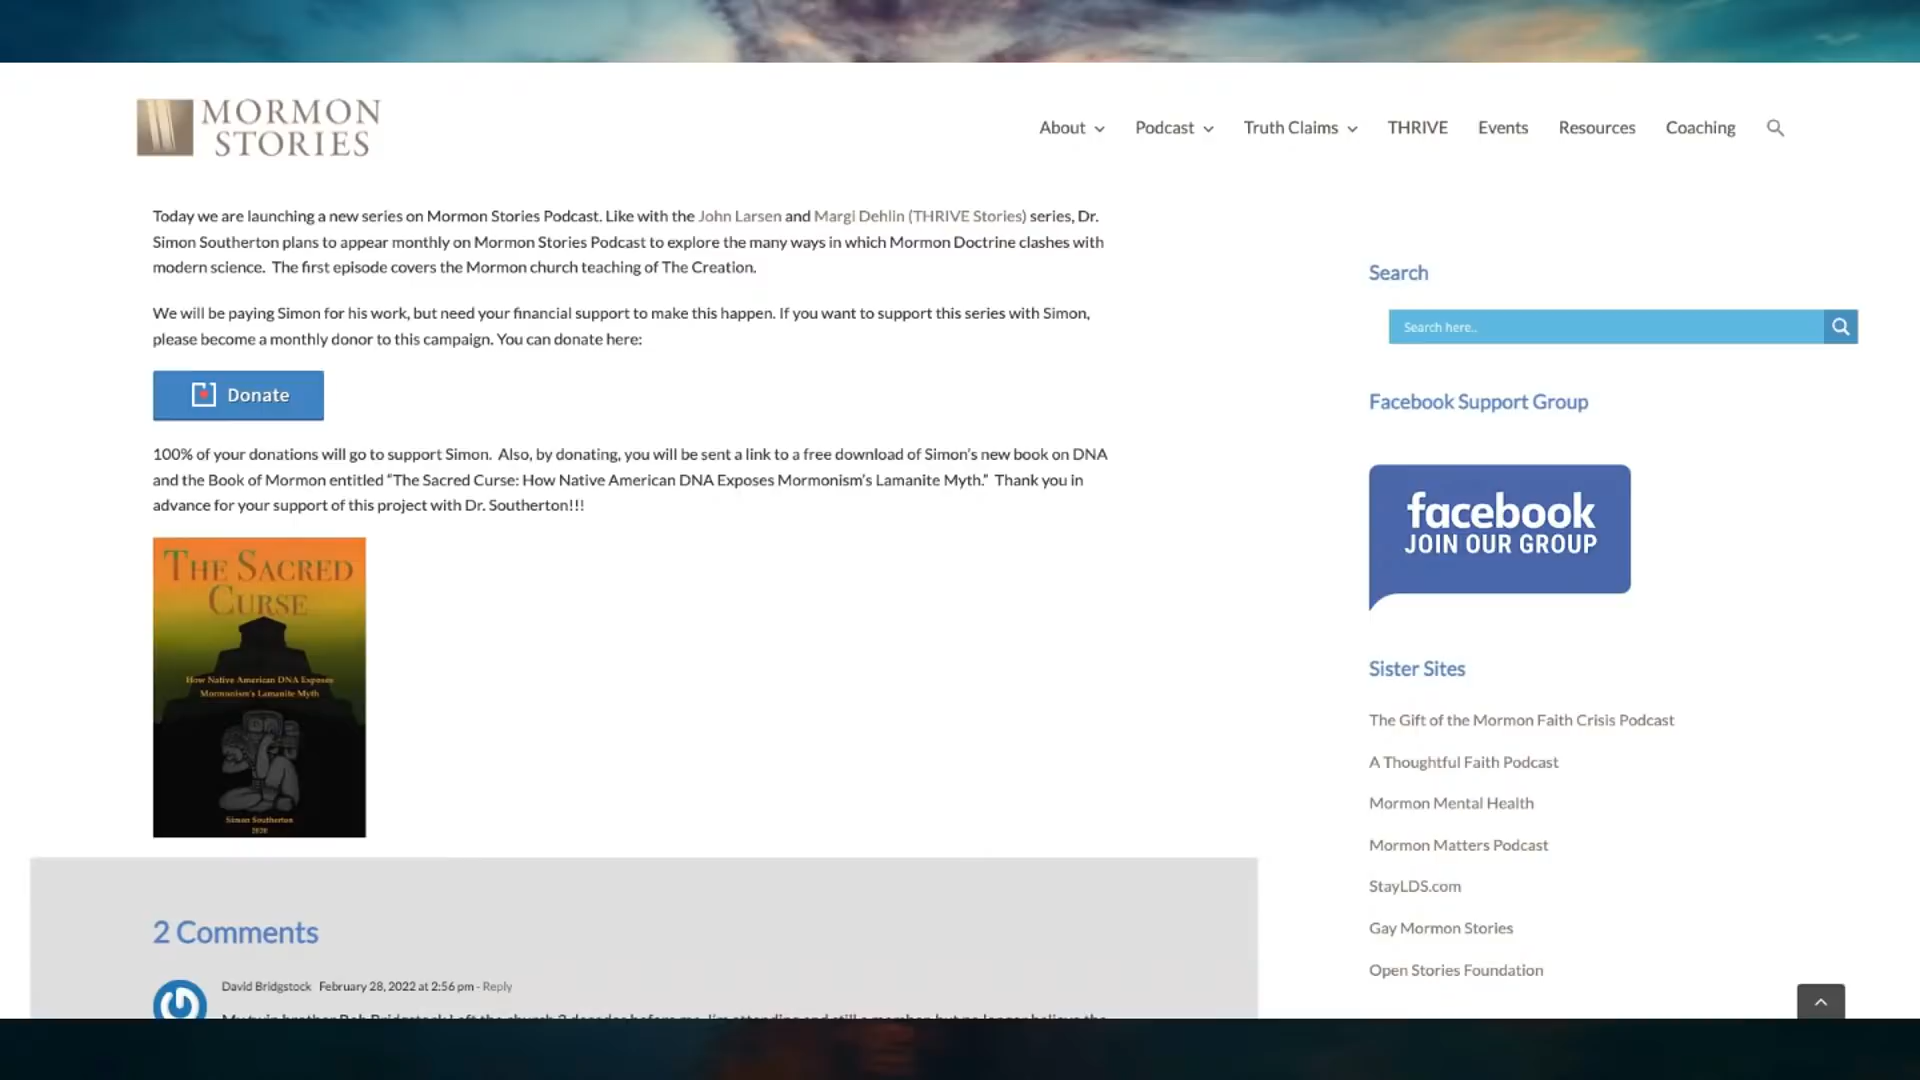 MORMON
STORIES
About
Podcast
Truth Claims
THRIVE
Events
Resources
Coaching
Today we are launching a new series on Mormon Stories Podcast. Like with the John Larsen and Margi Dehlin (THRIVE Stories) series, Dr.
Simon Southerton plans to appear monthly on Mormon Stories Podcast to explore the many ways in which Mormon Doctrine clashes with
modern science.  The first episode covers the Mormon church teaching of The Creation.
We will be paying Simon for his work, but need your financial support to make this happen. If you want to support this series with Simon,
please become a monthly donor to this campaign. You can donate here:
Donate
100% of your donations will go to support Simon.  Also, by donating, you will be sent a link to a free download of Simon's new book on DNA
and the Book of Mormon entitled "The Sacred Curse: How Native American DNA Exposes Mormonism's Lamanite Myth."  Thank you in
advance for your support of this project with Dr. Southerton!!!
THE SACRED
CURSE
How Native American DNA Exposes
Mormonism's Lamanite Myth
Simon Southerton
2020
2 Comments
David Bridgstock February 28, 2022 at 2:56 pm - Reply
Search
Search here..
Facebook Support Group
facebook
JOIN OUR GROUP
Sister Sites
The Gift of the Mormon Faith Crisis Podcast
A Thoughtful Faith Podcast
Mormon Mental Health
Mormon Matters Podcast
StayLDS.com
Gay Mormon Stories
Open Stories Foundation